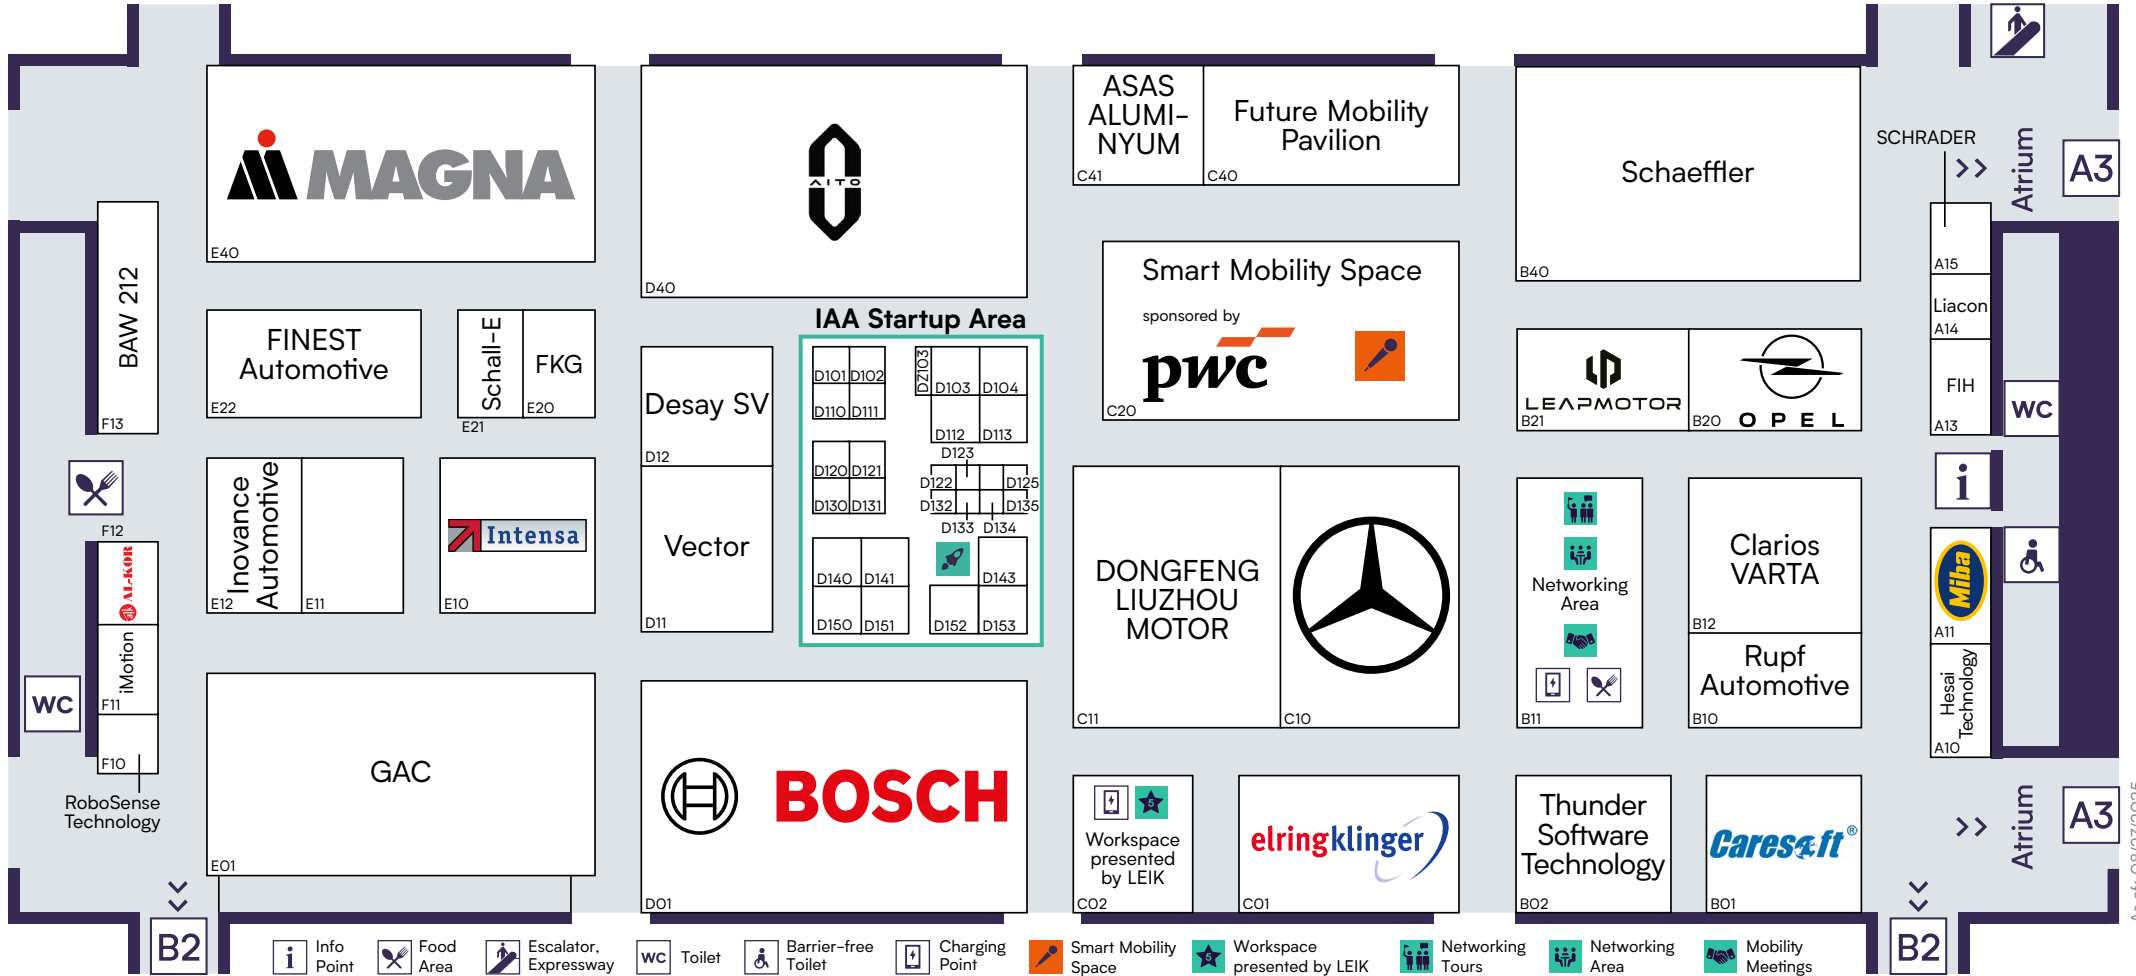 MAGNA
E40
AITO
D40
ASAS
ALUMI-
NYUM
C41
Future Mobility
Pavilion
C40
Schaeffler
B40
SCHRADER
Atrium
A3
A15
Liacon
A14
FIH
A13
WC
BAW 212
F13
FINEST
Automotive
E22
Schall-E
E21
FKG
E20
Desay SV
D12
Vector
D11
IAA Startup Area
D101
D102
D110
D111
DZ103
D103
D104
D112
D113
D120
D121
D130
D131
D123
D122
D125
D132
D135
D133
D134
D140
D141
D143
D150
D151
D152
D153
Smart Mobility Space
sponsored by
pwc
C20
LEAPMOTOR
B21
OPEL
B20
F12
AL-KOR
iMotion
F11
F10
RoboSense
Technology
WC
Inovance
Automotive
E12
E11
Intensa
E10
DONGFENG
LIUZHOU
MOTOR
C11
C10
Networking
Area
B11
Clarios
VARTA
B12
Rupf
Automotive
B10
i
Miba
A11
Hesai
Technology
A10
GAC
E01
BOSCH
D01
5
Workspace
presented
by LEIK
C02
elringklinger
C01
Thunder
Software
Technology
B02
Caresoft®
B01
Atrium
A3
B2
B2
i
Info
Point
Food
Area
Escalator,
Expressway
WC
Toilet
Barrier-free
Toilet
Charging
Point
Smart Mobility
Space
5
Workspace
presented by LEIK
Networking
Tours
Networking
Area
Mobility
Meetings